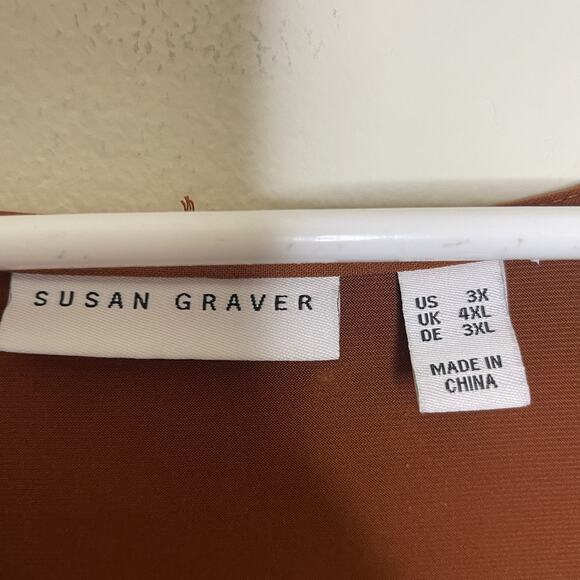 SUSAN GRAVER
US 3X
UK 4XL
DE 3XL
MADE IN
CHINA